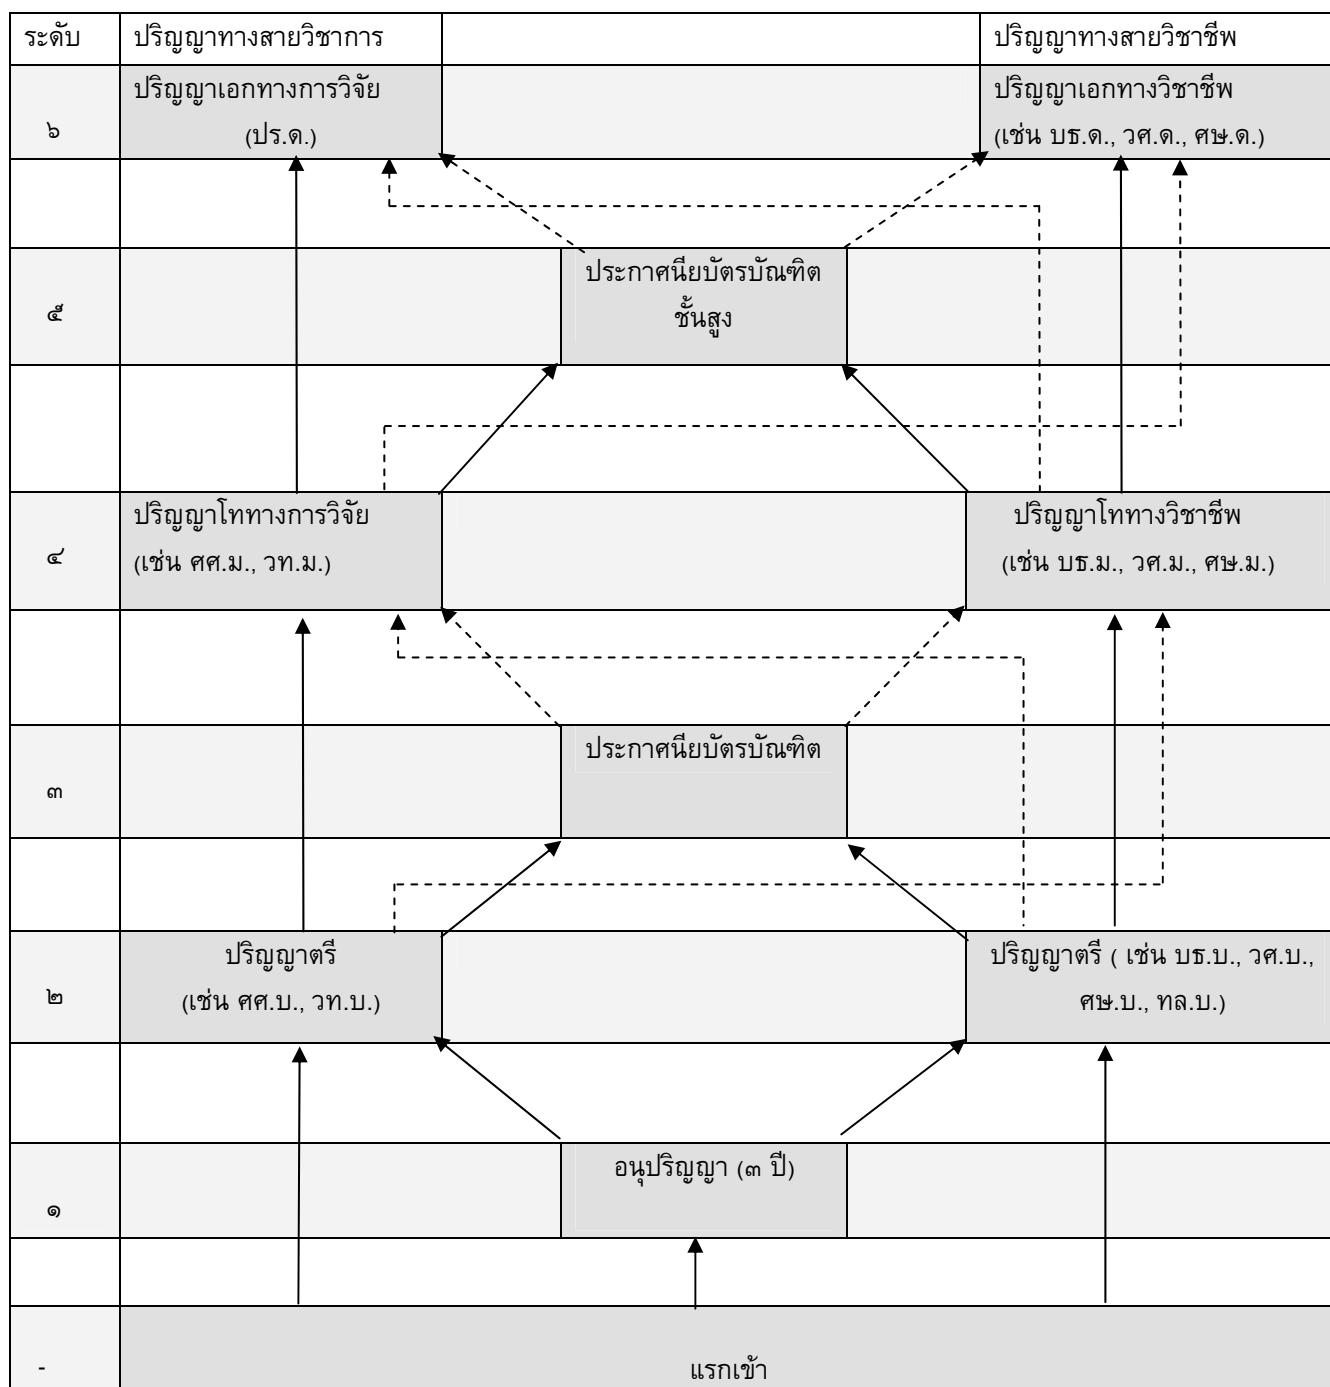 ระดับ ปริญญาทางสายวิชาการ ปริญญาทางสายวิชาชีพ
ปริญญาเอกทางการวิจัย ปริญญาเอกทางวิชาชีพ
๖ (ปร.ด.) (เช่น บธ.ด., วศ.ด., ศษ.ด.)
ประกาศนียบัตรบัณฑิต
๕ ชั้นสูง
ปริญญาโททางการวิจัย ปริญญาโททางวิชาชีพ
๔ (เช่น ศศ.ม., วท.ม.) (เช่น บธ.ม., วศ.ม., ศษ.ม.)
ประกาศนียบัตรบัณฑิต
๓
ปริญญาตรี ปริญญาตรี ( เช่น บธ.บ., วศ.บ.,
๒ (เช่น ศศ.บ., วท.บ.) ศษ.บ., ทล.บ.)
อนุปริญญา (๓ ปี)
๑
- แรกเข้า